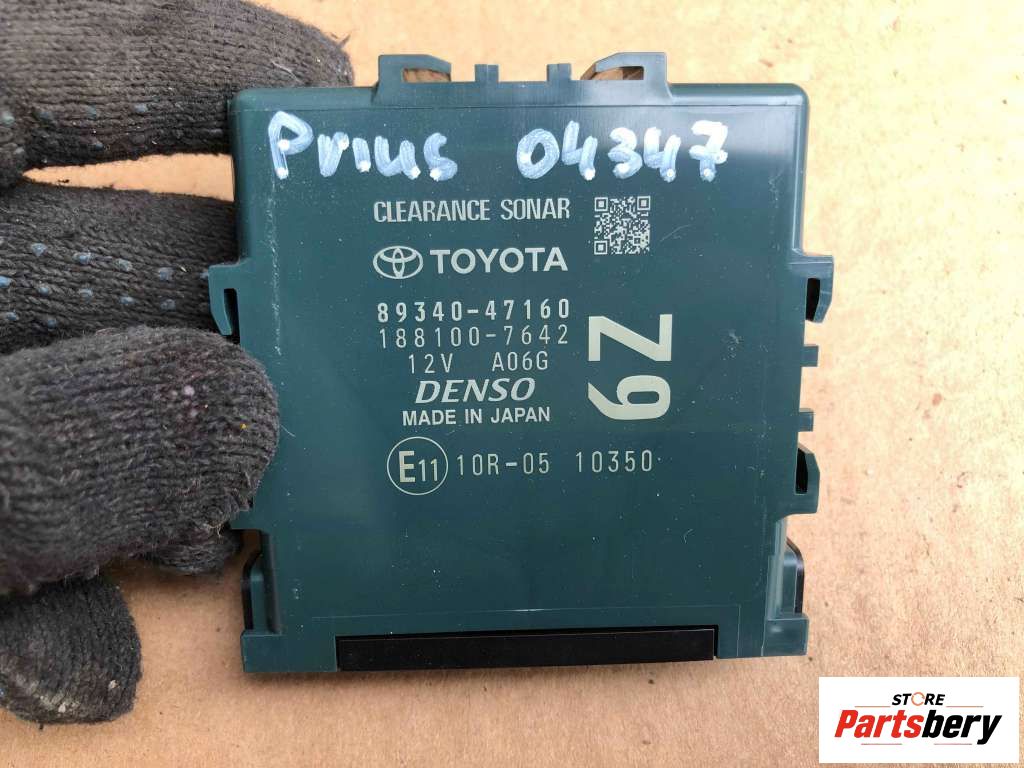 Prius 04347
CLEARANCE SONAR
TOYOTA
89340-47160
188100-7642
12V A06G
DENSO
MADE IN JAPAN
E11 10R-05 10350
Z9
STORE
Partsbery